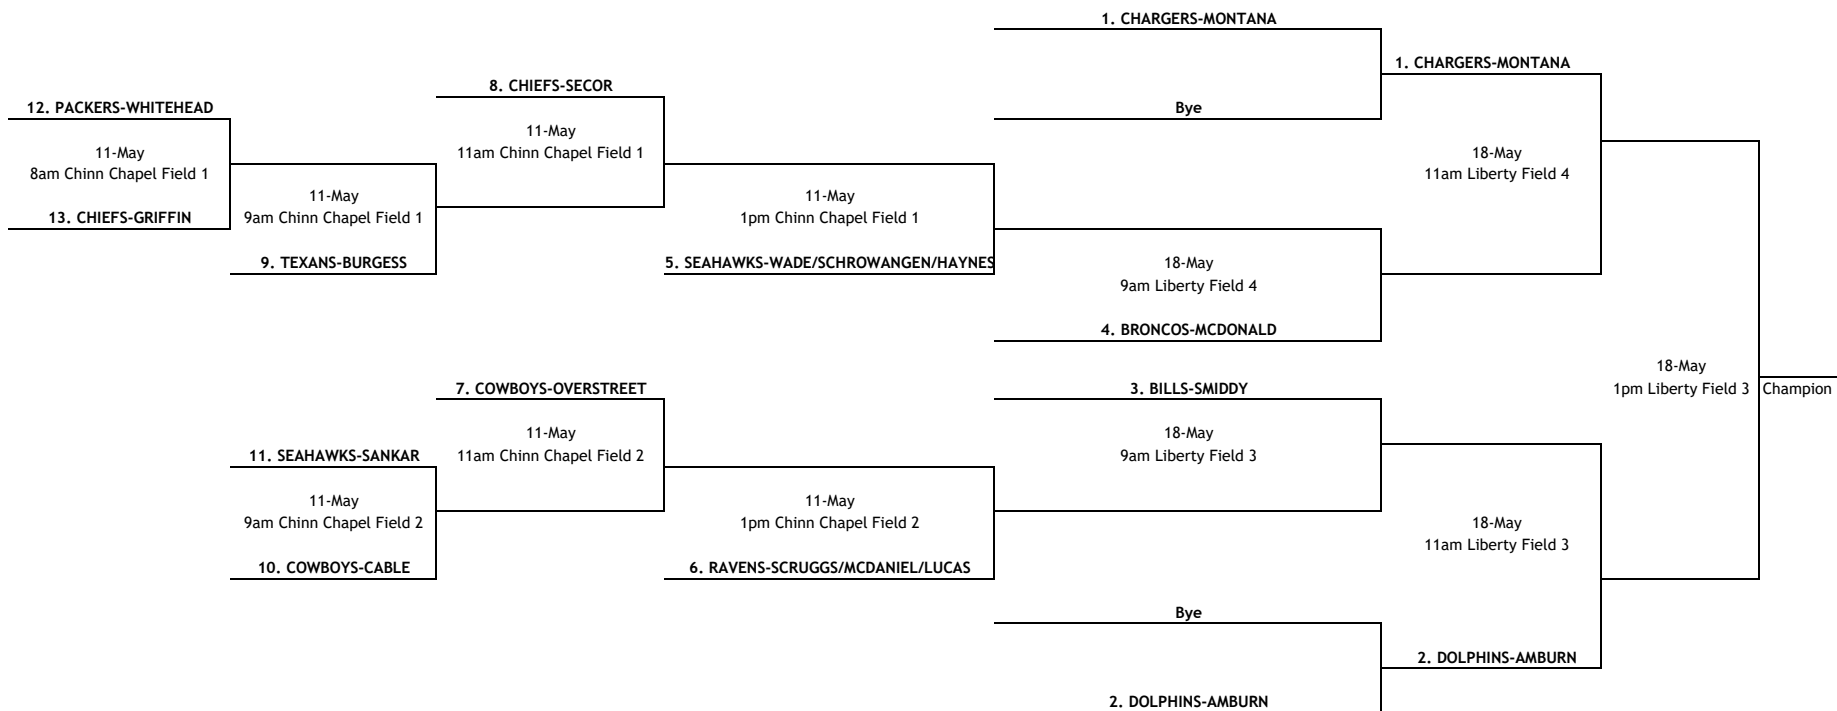 1. CHARGERS-MONTANA
1. CHARGERS-MONTANA
8. CHIEFS-SECOR
12. PACKERS-WHITEHEAD
Bye
11-May
11am Chinn Chapel Field 1
11-May
8am Chinn Chapel Field 1
18-May
11am Liberty Field 4
13. CHIEFS-GRIFFIN
11-May
9am Chinn Chapel Field 1
11-May
1pm Chinn Chapel Field 1
9. TEXANS-BURGESS
5. SEAHAWKS-WADE/SCHROWANGEN/HAYNES
18-May
9am Liberty Field 4
4. BRONCOS-MCDONALD
18-May
1pm Liberty Field 3
Champion
7. COWBOYS-OVERSTREET
3. BILLS-SMIDDY
11-May
11am Chinn Chapel Field 2
18-May
9am Liberty Field 3
11. SEAHAWKS-SANKAR
11-May
9am Chinn Chapel Field 2
11-May
1pm Chinn Chapel Field 2
18-May
11am Liberty Field 3
10. COWBOYS-CABLE
6. RAVENS-SCRUGGS/MCDANIEL/LUCAS
Bye
2. DOLPHINS-AMBURN
2. DOLPHINS-AMBURN